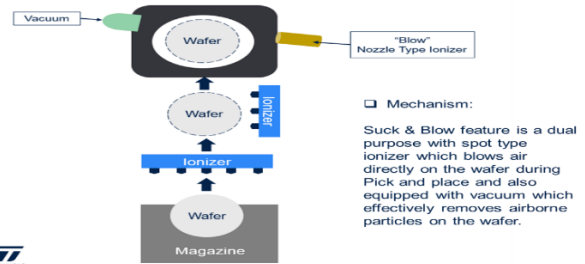 Vacuum
Wafer
"Blow"
Nozzle Type Ionizer
Wafer
Ionizer
Ionizer
Wafer
Magazine
❑ Mechanism:
Suck & Blow feature is a dual
purpose with spot type
ionizer which blows air
directly on the wafer during
Pick and place and also
equipped with vacuum which
effectively removes airborne
particles on the wafer.